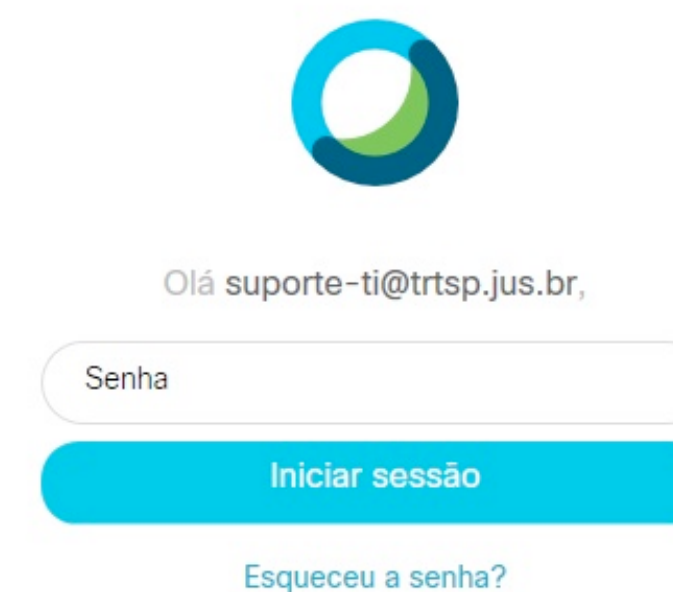 Olá suporte-ti@trtsp.jus.br,
Senha
Iniciar sessão
Esqueceu a senha?